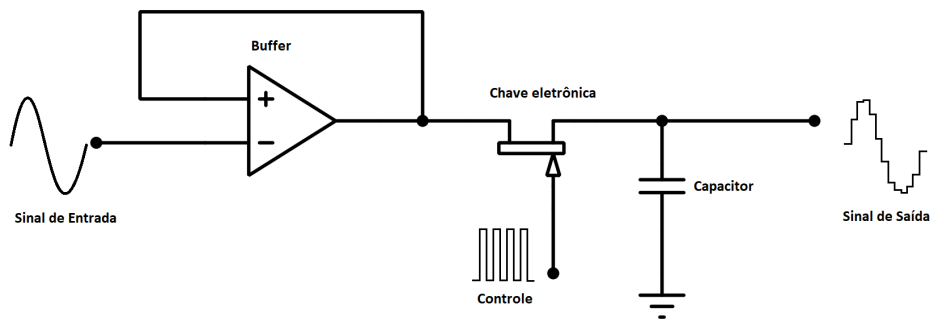 Buffer
Chave eletrônica
+
−
Sinal de Entrada
Capacitor
Sinal de Saída
Controle